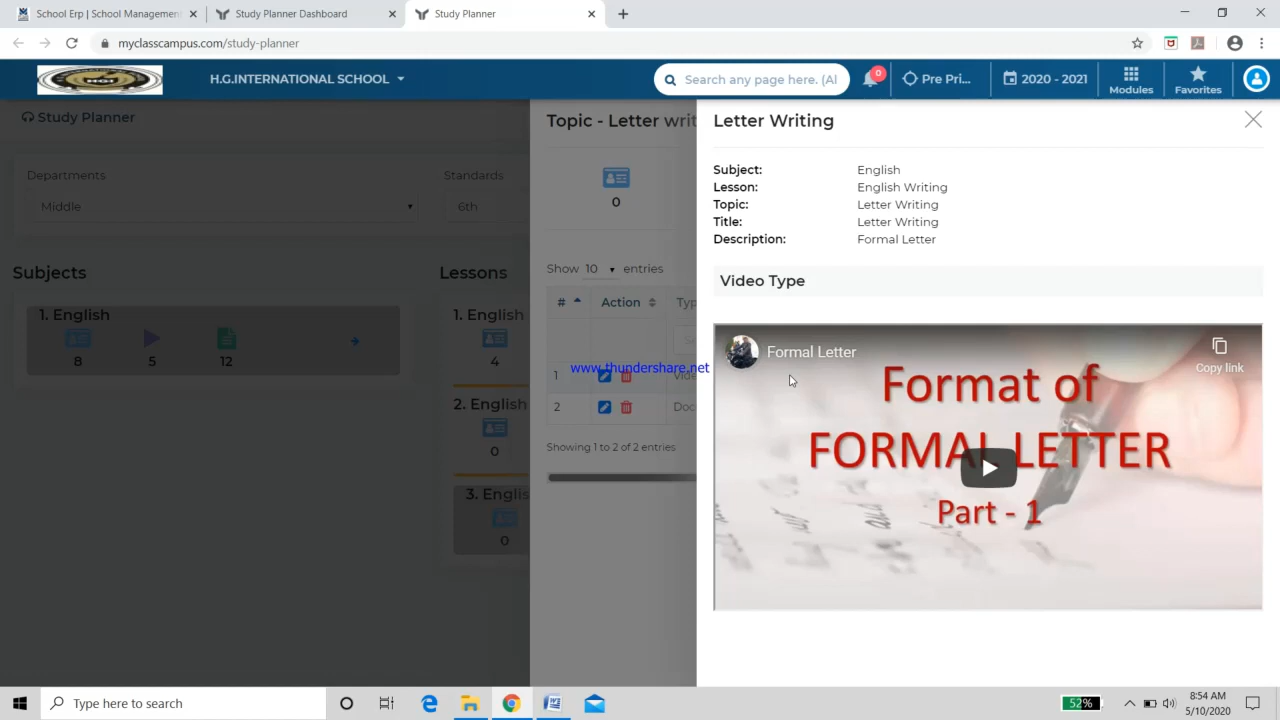 School Erp | School Management
Study Planner Dashboard
Study Planner
myclasscampus.com/study-planner
H.G.INTERNATIONAL SCHOOL
Search any page here. (Al
0
Pre Pri...
2020 - 2021
Modules
Favorites
HGI
Study Planner
Departments
Middle
Standards
6th
Subjects
1. English
8 5 12
Lessons
1. English
4
2. English
0
3. Englis
0
Topic - Letter writ
0
Show 10 entries
# Action Typ
1 Vide
2 Doc
Showing 1 to 2 of 2 entries
www.thundershare.net
Letter Writing
Subject: English
Lesson: English Writing
Topic: Letter Writing
Title: Letter Writing
Description: Formal Letter
Video Type
Formal Letter
Copy link
Format of
FORMAL LETTER
Part - 1
Type here to search
52%
8:54 AM
5/10/2020